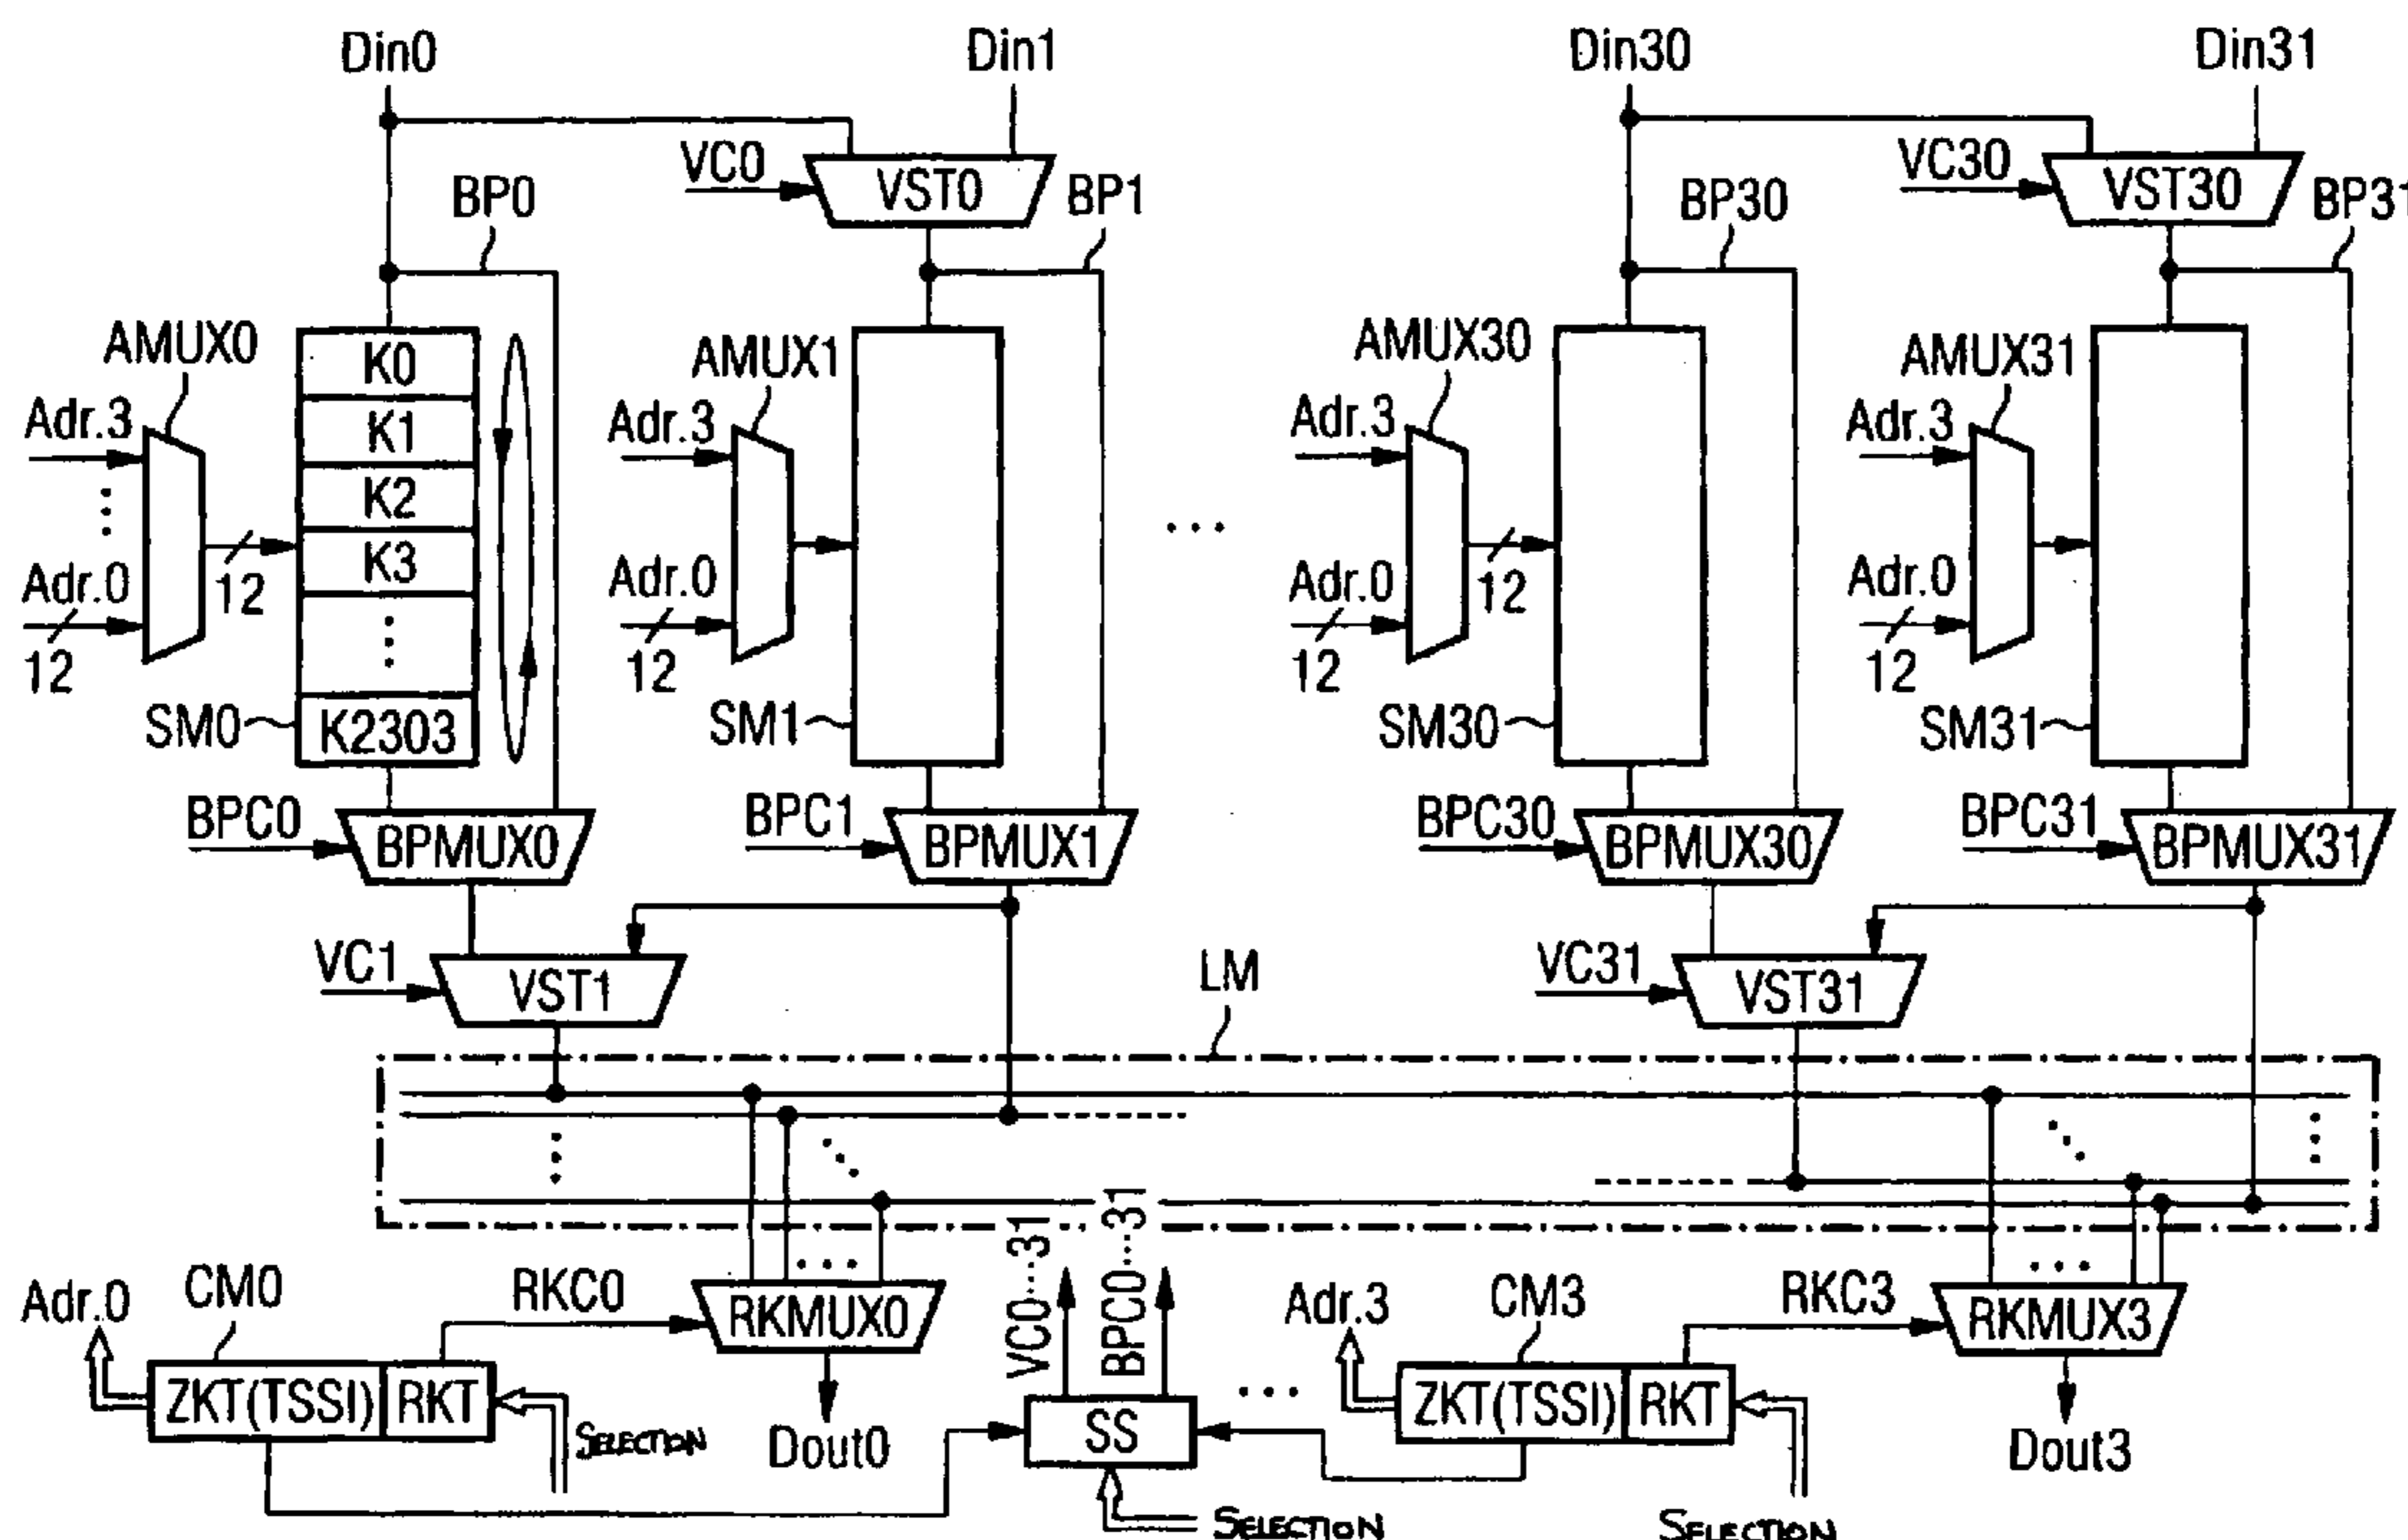 Din0 Din1 Din30 Din31
VC0 VST0 VC30 VST30
BP0 BP1 BP30 BP31
AMUX0 AMUX1 AMUX30 AMUX31
K0
K1
K2
K3
K2303
Adr.3 Adr.3 Adr.3 Adr.3
Adr.0 12 Adr.0 Adr.0 12 Adr.0
12 12 12 12
SM0 SM1 SM30 SM31
BPC0 BPMUX0 BPC1 BPMUX1 BPC30 BPMUX30 BPC31 BPMUX31
VC1 VST1 LM VC31 VST31
VC0...31 BPC0...31
Adr.0 CM0 RKC0 RKMUX0 Adr.3 CM3 RKC3 RKMUX3
ZKT(TSSI) RKT SS ... ZKT(TSSI) RKT
SELECTION Dout0 Dout3
SELECTION SELECTION